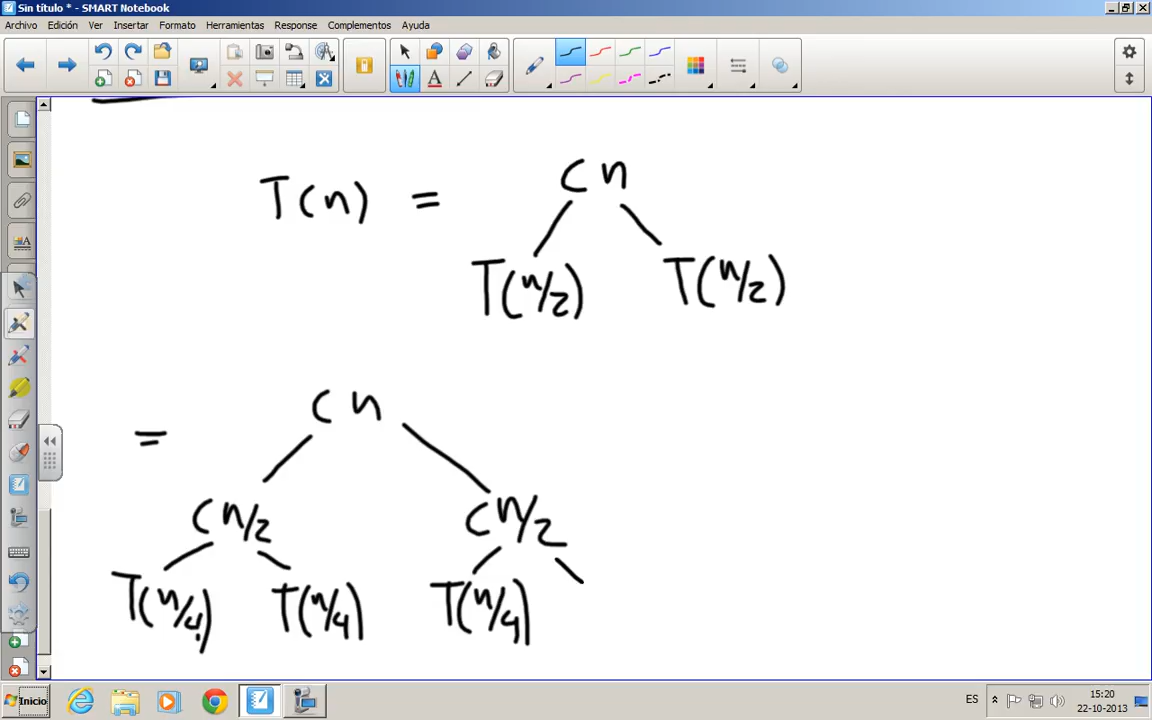 Sin título * - SMART Notebook
Archivo Edición Ver Insertar Formato Herramientas Response Complementos Ayuda
T(n) = cn
T(n/2) T(n/2)
= cn
cn/2 cn/2
T(n/4) T(n/4) T(n/4)
Inicio
ES
15:20
22-10-2013